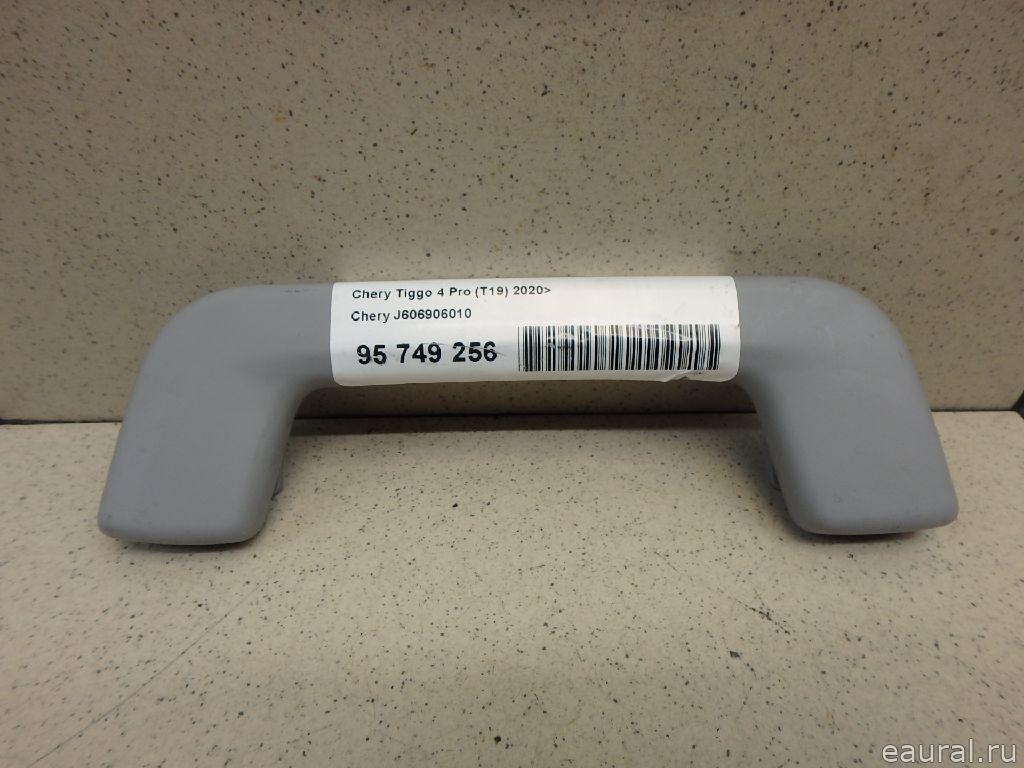 Chery Tiggo 4 Pro (T19) 2020>
Chery J606906010
95 749 256
eaural.ru